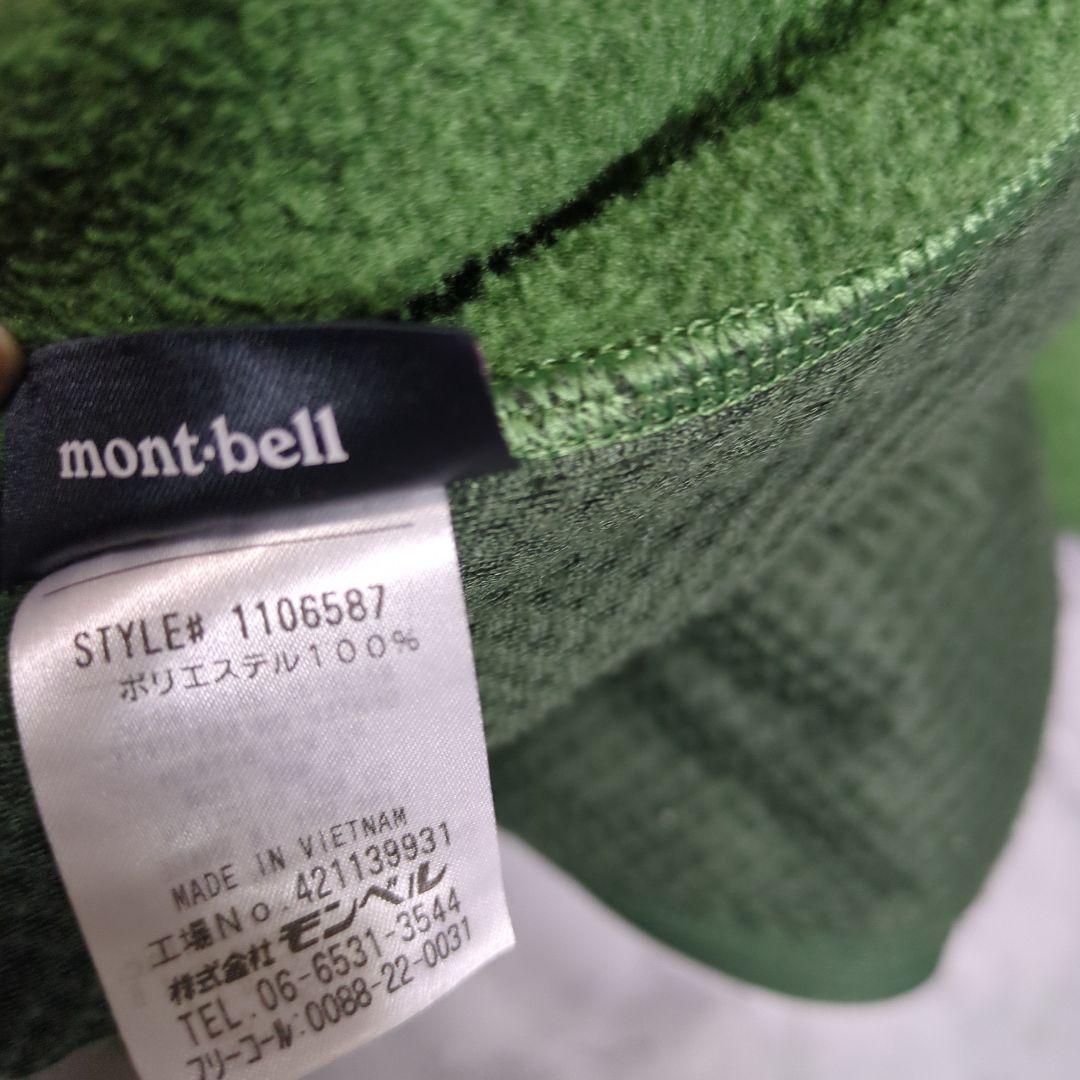 mont·bell
STYLE# 1106587
ポリエステル100%
MADE IN VIETNAM
工場No.421139931
株式会社 モンベル
TEL.06-6531-3544
フリーコール:0088-22-0031